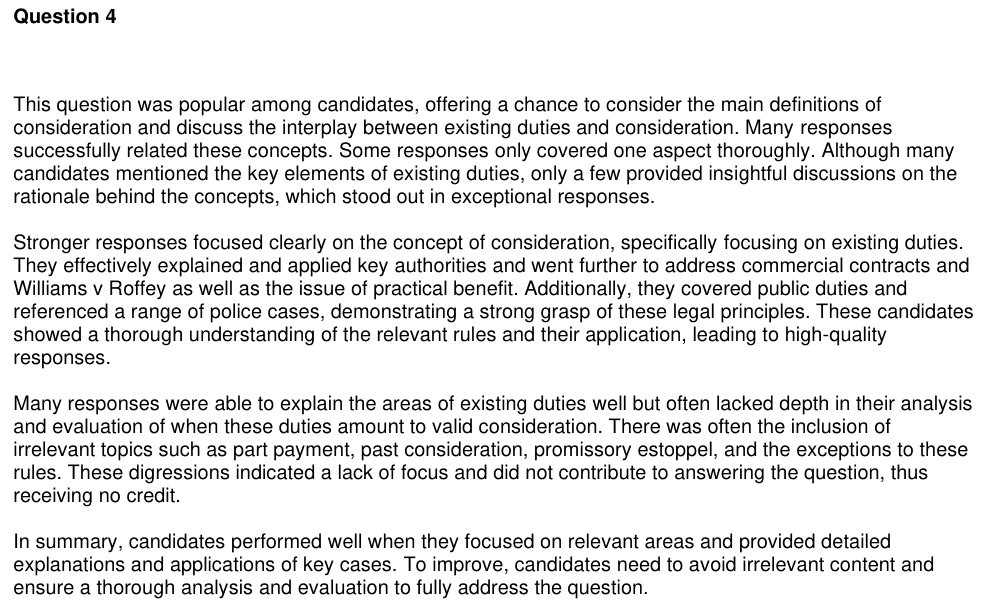 Question 4
This question was popular among candidates, offering a chance to consider the main definitions of
consideration and discuss the interplay between existing duties and consideration. Many responses
successfully related these concepts. Some responses only covered one aspect thoroughly. Although many
candidates mentioned the key elements of existing duties, only a few provided insightful discussions on the
rationale behind the concepts, which stood out in exceptional responses.
Stronger responses focused clearly on the concept of consideration, specifically focusing on existing duties.
They effectively explained and applied key authorities and went further to address commercial contracts and
Williams v Roffey as well as the issue of practical benefit. Additionally, they covered public duties and
referenced a range of police cases, demonstrating a strong grasp of these legal principles. These candidates
showed a thorough understanding of the relevant rules and their application, leading to high-quality
responses.
Many responses were able to explain the areas of existing duties well but often lacked depth in their analysis
and evaluation of when these duties amount to valid consideration. There was often the inclusion of
irrelevant topics such as part payment, past consideration, promissory estoppel, and the exceptions to these
rules. These digressions indicated a lack of focus and did not contribute to answering the question, thus
receiving no credit.
In summary, candidates performed well when they focused on relevant areas and provided detailed
explanations and applications of key cases. To improve, candidates need to avoid irrelevant content and
ensure a thorough analysis and evaluation to fully address the question.